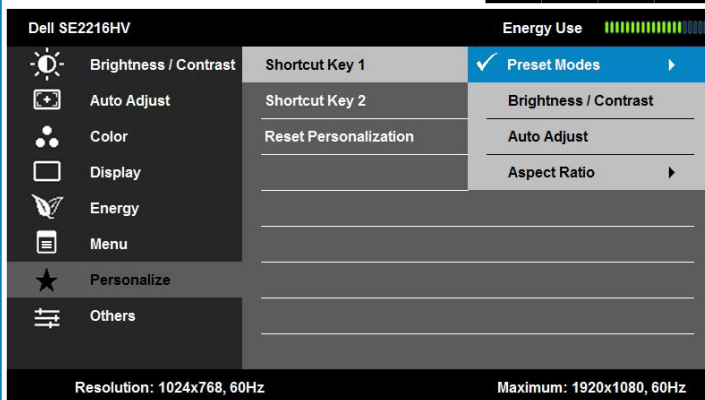 Dell SE2216HV Energy Use
Brightness / Contrast Shortcut Key 1 Preset Modes
Auto Adjust Shortcut Key 2 Brightness / Contrast
Color Reset Personalization Auto Adjust
Display Aspect Ratio
Energy
Menu
Personalize
Others
Resolution: 1024x768, 60Hz Maximum: 1920x1080, 60Hz